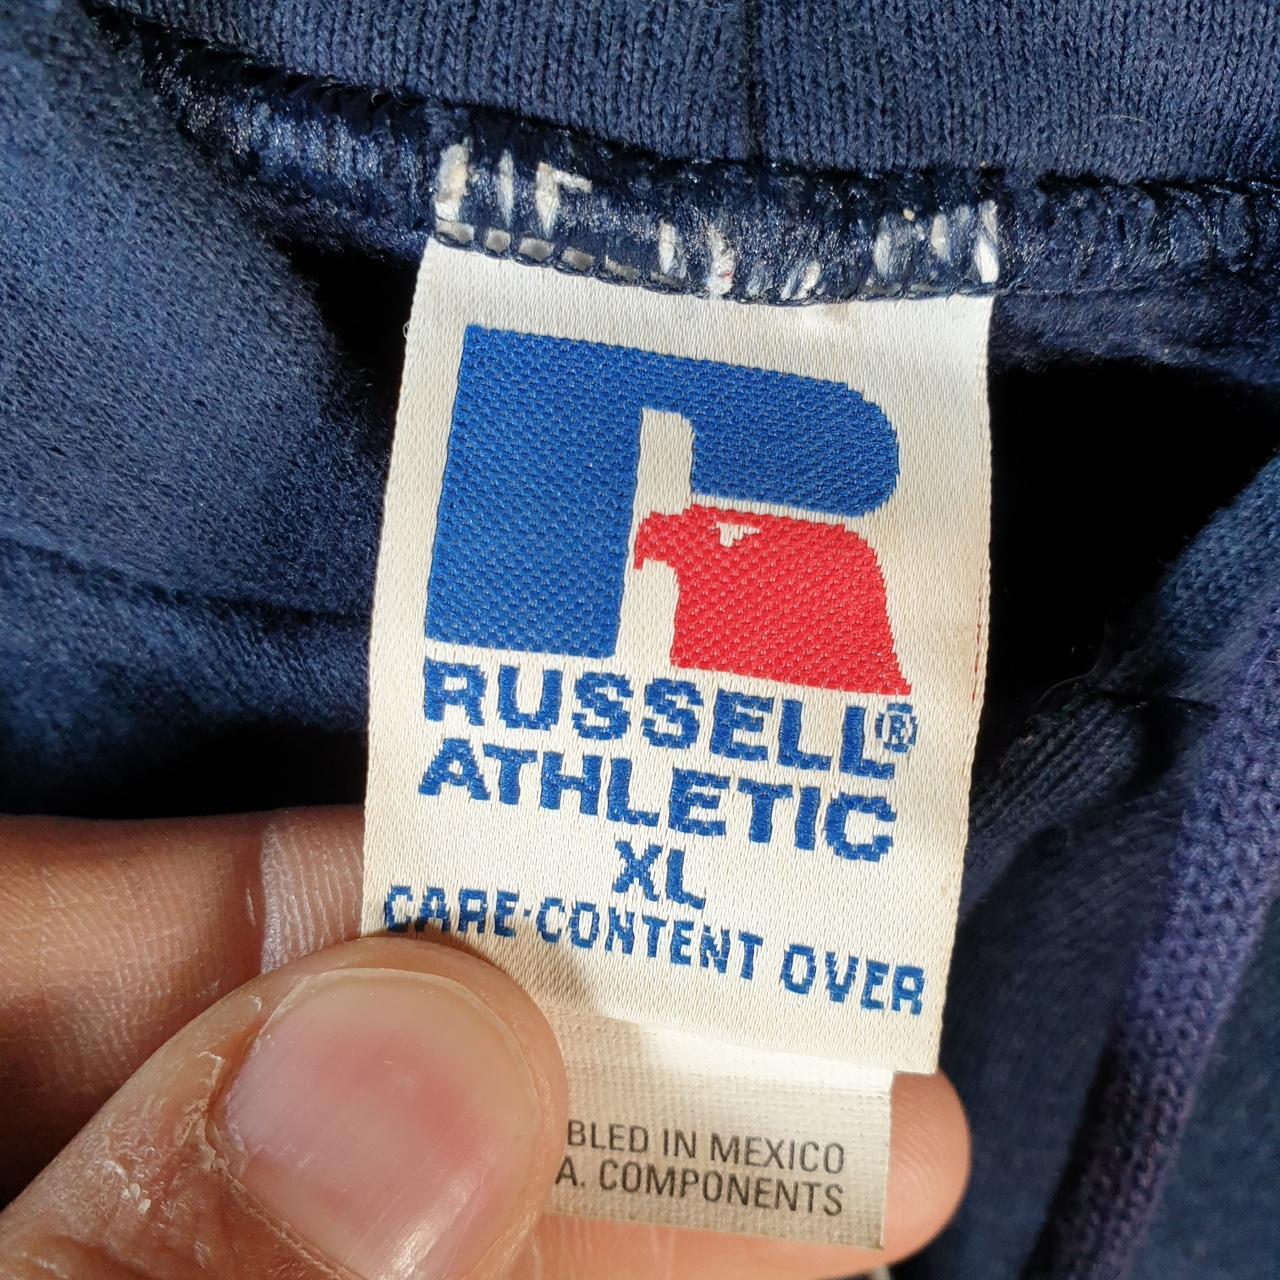 RUSSELL®
ATHLETIC
XL
CARE·CONTENT OVER
BLED IN MEXICO
A. COMPONENTS